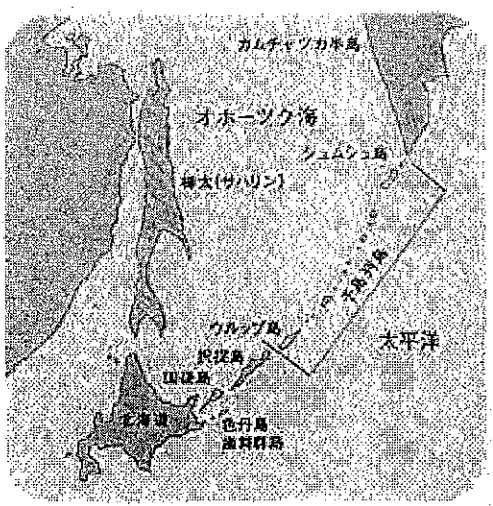 カムチャツカ半島
オホーツク海
シュムシュ島
樺太(サハリン)
千島列島
ウルップ島
太平洋
択捉島
国後島
北海道
色丹島
歯舞群島